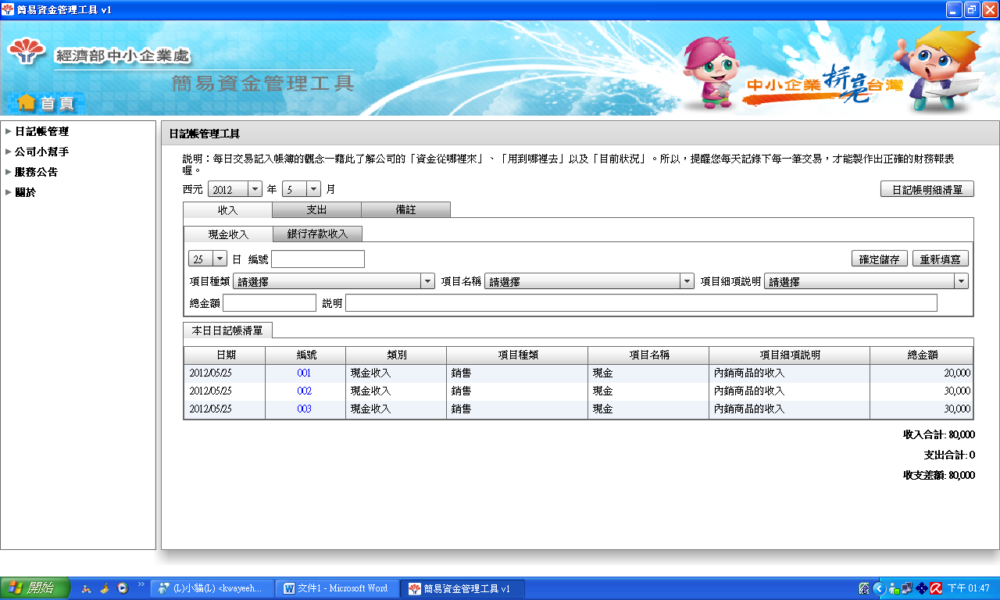 簡易資金管理工具 v1
經濟部中小企業處
簡易資金管理工具
首頁
中小企業拼亮台灣
日記帳管理
公司小幫手
服務公告
關於
日記帳管理工具
說明：每日交易記入帳簿的觀念－藉此了解公司的「資金從哪裡來」、「用到哪裡去」以及「目前狀況」。所以，提醒您每天記錄下每一筆交易，才能製作出正確的財務報表
喔。
西元 2012 年 5 月 日記帳明細清單
收入 支出 備註
現金收入 銀行存款收入
25 日 編號 確定儲存 重新填寫
項目種類 請選擇 項目名稱 請選擇 項目細項說明 請選擇
總金額 說明
本日日記帳清單
日期 編號 類別 項目種類 項目名稱 項目細項說明 總金額
2012/05/25 001 現金收入 銷售 現金 內銷商品的收入 20,000
2012/05/25 002 現金收入 銷售 現金 內銷商品的收入 30,000
2012/05/25 003 現金收入 銷售 現金 內銷商品的收入 30,000
收入合計: 80,000
支出合計: 0
收支差額: 80,000
開始 (L)小貓(L) <kwayeeh... 文件1 - Microsoft Word 簡易資金管理工具 v1 下午 01:47